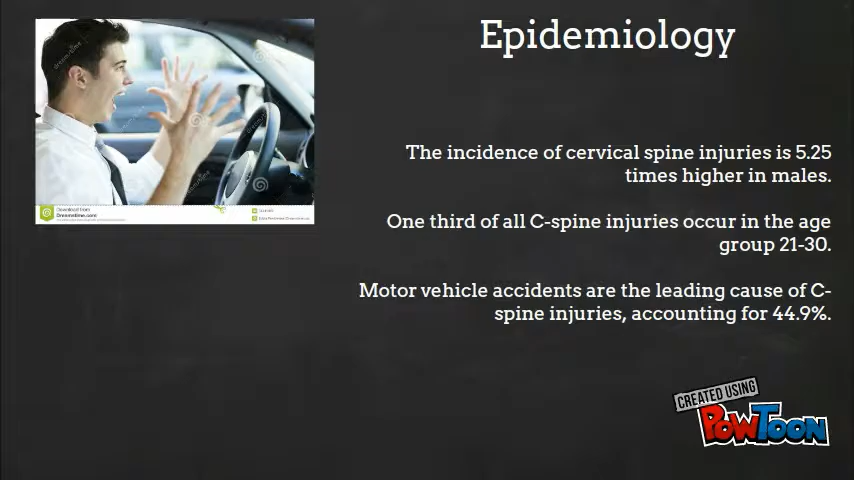 Epidemiology
The incidence of cervical spine injuries is 5.25
times higher in males.
One third of all C-spine injuries occur in the age
group 21-30.
Motor vehicle accidents are the leading cause of C-
spine injuries, accounting for 44.9%.
Download from
Dreamstime.com
CREATED USING
POWTOON